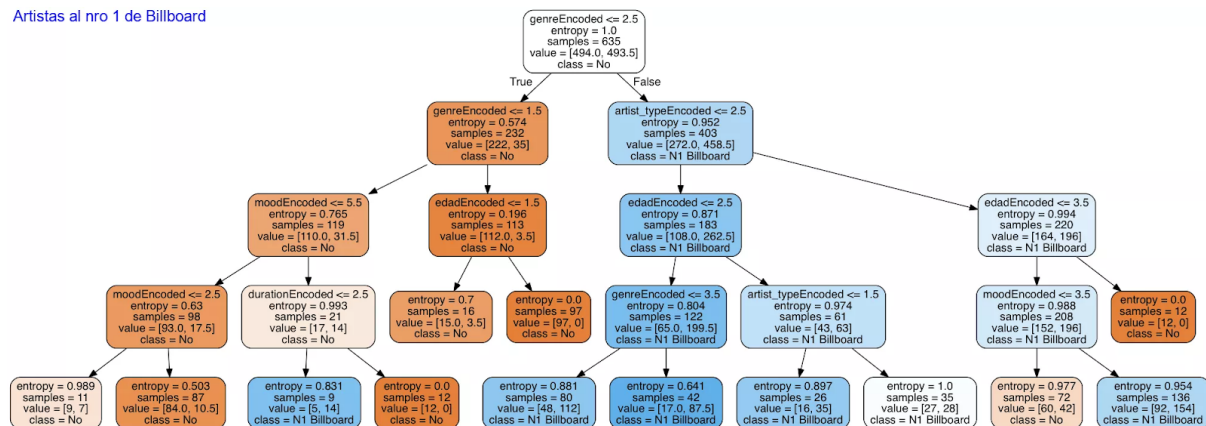 Artistas al nro 1 de Billboard
genreEncoded <= 2.5
entropy = 1.0
samples = 635
value = [494.0, 493.5]
class = No
True
False
genreEncoded <= 1.5
entropy = 0.574
samples = 232
value = [222, 35]
class = No
artist_typeEncoded <= 2.5
entropy = 0.952
samples = 403
value = [272.0, 458.5]
class = N1 Billboard
moodEncoded <= 5.5
entropy = 0.765
samples = 119
value = [110.0, 31.5]
class = No
edadEncoded <= 1.5
entropy = 0.196
samples = 113
value = [112.0, 3.5]
class = No
edadEncoded <= 2.5
entropy = 0.871
samples = 183
value = [108.0, 262.5]
class = N1 Billboard
edadEncoded <= 3.5
entropy = 0.994
samples = 220
value = [164, 196]
class = N1 Billboard
moodEncoded <= 2.5
entropy = 0.63
samples = 98
value = [93.0, 17.5]
class = No
durationEncoded <= 2.5
entropy = 0.993
samples = 21
value = [17, 14]
class = No
entropy = 0.7
samples = 16
value = [15.0, 3.5]
class = No
entropy = 0.0
samples = 97
value = [97, 0]
class = No
genreEncoded <= 3.5
entropy = 0.804
samples = 122
value = [65.0, 199.5]
class = N1 Billboard
artist_typeEncoded <= 1.5
entropy = 0.974
samples = 61
value = [43, 63]
class = N1 Billboard
moodEncoded <= 3.5
entropy = 0.988
samples = 208
value = [152, 196]
class = N1 Billboard
entropy = 0.0
samples = 12
value = [12, 0]
class = No
entropy = 0.989
samples = 11
value = [9, 7]
class = No
entropy = 0.503
samples = 87
value = [84.0, 10.5]
class = No
entropy = 0.831
samples = 9
value = [5, 14]
class = N1 Billboard
entropy = 0.0
samples = 12
value = [12, 0]
class = No
entropy = 0.881
samples = 80
value = [48, 112]
class = N1 Billboard
entropy = 0.641
samples = 42
value = [17.0, 87.5]
class = N1 Billboard
entropy = 0.897
samples = 26
value = [16, 35]
class = N1 Billboard
entropy = 1.0
samples = 35
value = [27, 28]
class = N1 Billboard
entropy = 0.977
samples = 72
value = [60, 42]
class = No
entropy = 0.954
samples = 136
value = [92, 154]
class = N1 Billboard